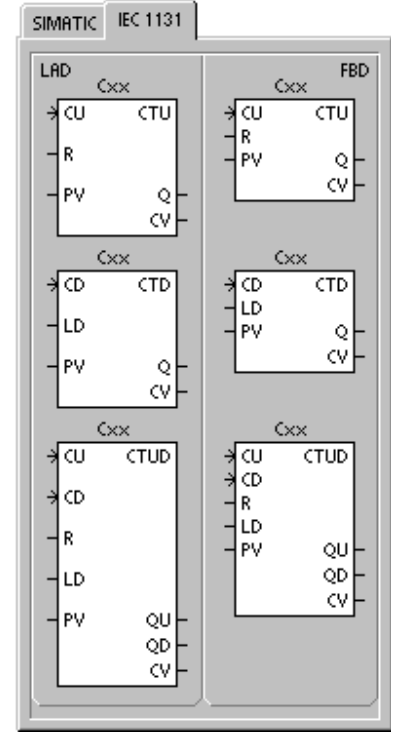 SIMATIC IEC 1131
LAD FBD
Cxx Cxx
CU CTU CU CTU
R R
PV Q PV Q
CV CV
Cxx Cxx
CD CTD CD CTD
LD LD
PV Q PV Q
CV CV
Cxx Cxx
CU CTUD CU CTUD
CD CD
R R
LD LD
PV QU PV QU
QD QD
CV CV